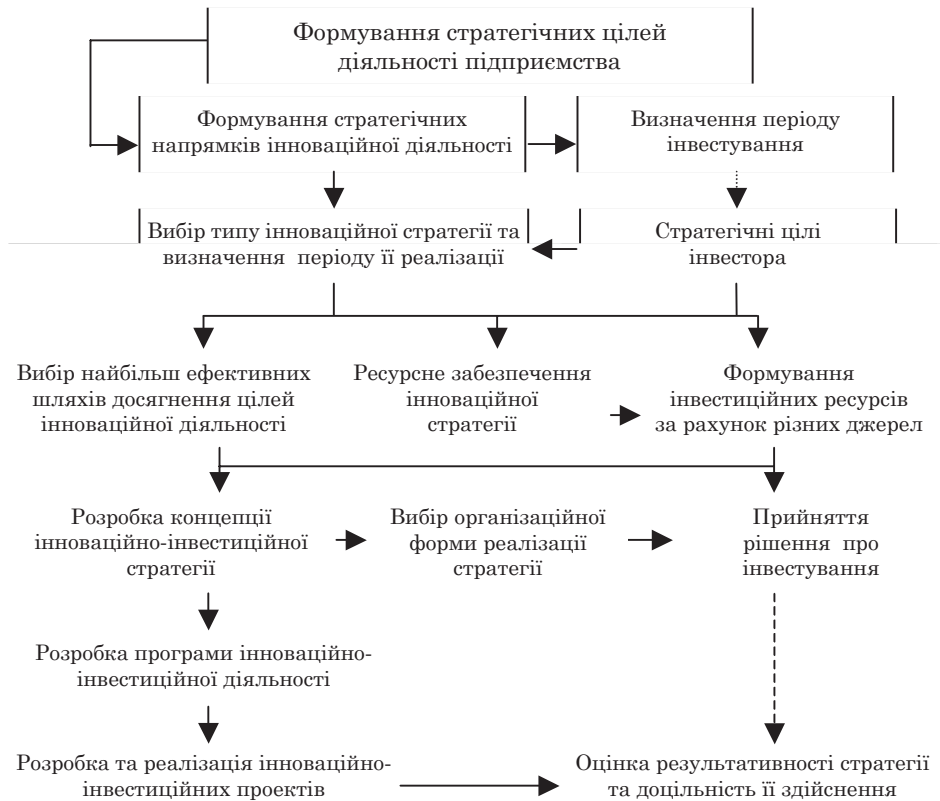 Формування стратегічних цілей
діяльності підприємства
Формування стратегічних
напрямків інноваційної діяльності
Визначення періоду
інвестування
Вибір типу інноваційної стратегії та
визначення періоду її реалізації
Стратегічні цілі
інвестора
Вибір найбільш ефективних
шляхів досягнення цілей
інноваційної діяльності
Ресурсне забезпечення
інноваційної
стратегії
Формування
інвестиційних ресурсів
за рахунок різних джерел
Розробка концепції
інноваційно-інвестиційної
стратегії
Вибір організаційної
форми реалізації
стратегії
Прийняття
рішення про
інвестування
Розробка програми інноваційно-
інвестиційної діяльності
Розробка та реалізація інноваційно-
інвестиційних проектів
Оцінка результативності стратегії
та доцільність її здійснення